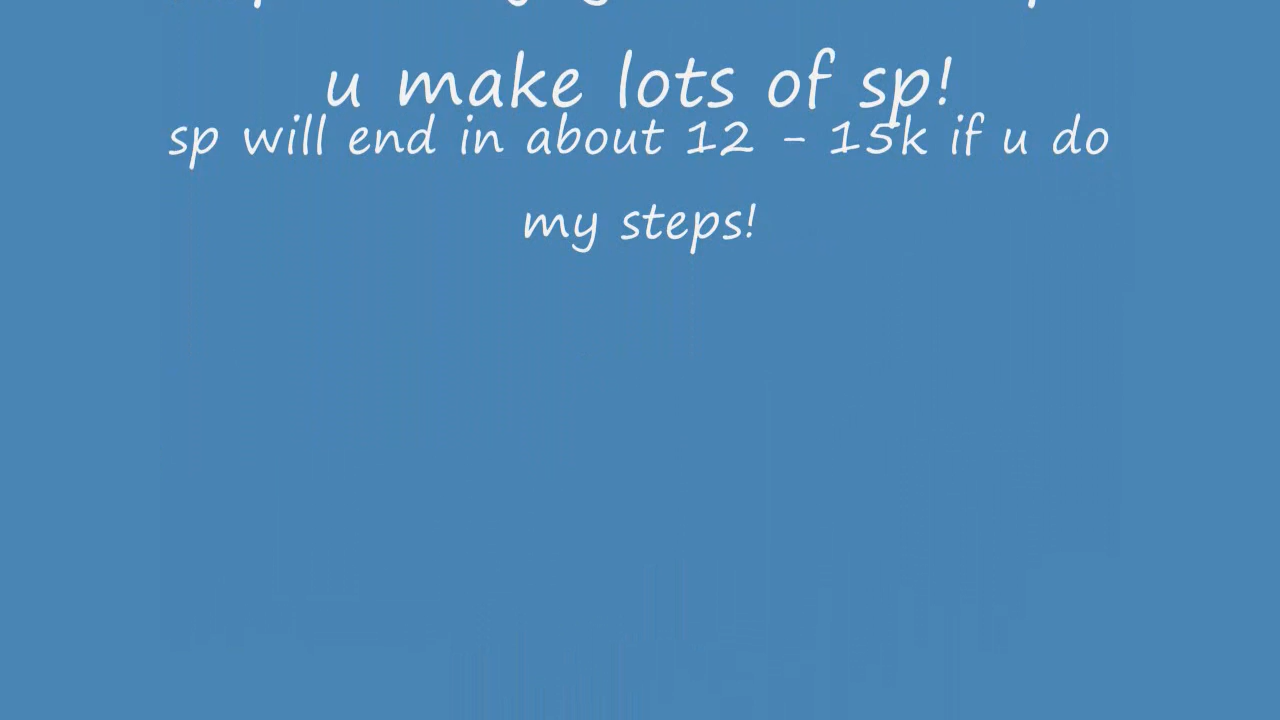 u make lots of sp!
sp will end in about 12 - 15k if u do
my steps!